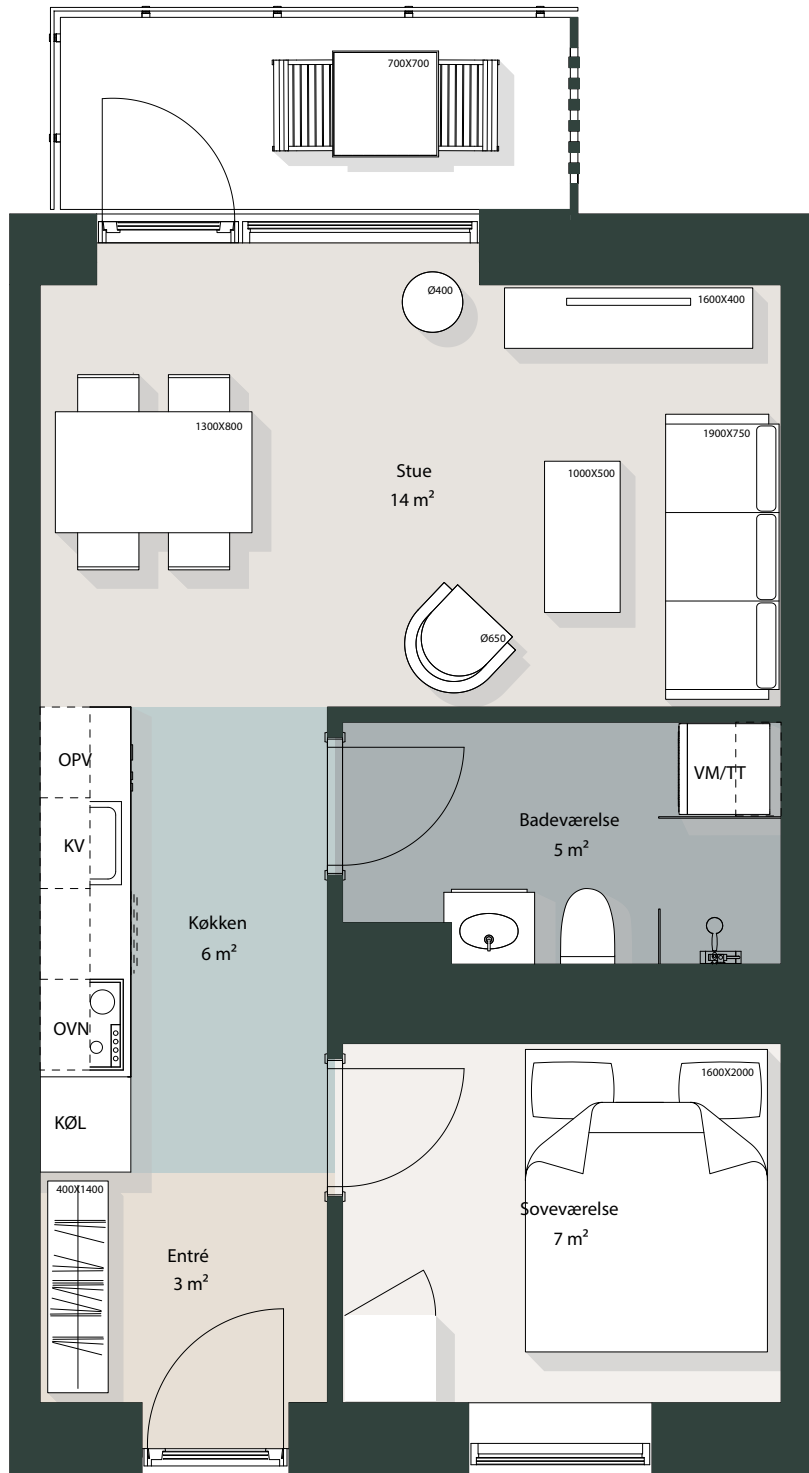 700X700
Ø400
1600X400
1300X800
1900X750
Stue
14 m²
1000X500
Ø650
OPV
VM/TT
Badeværelse
5 m²
KV
Køkken
6 m²
OVN
KØL
1600X2000
400X1400
Soveværelse
7 m²
Entré
3 m²